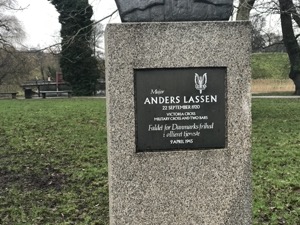 Major
ANDERS LASSEN
22 SEPTEMBER 1920
VICTORIA CROSS
MILITARY CROSS AND TWO BARS
Faldet for Danmarks frihed
i allieret tjeneste
9 APRIL 1945